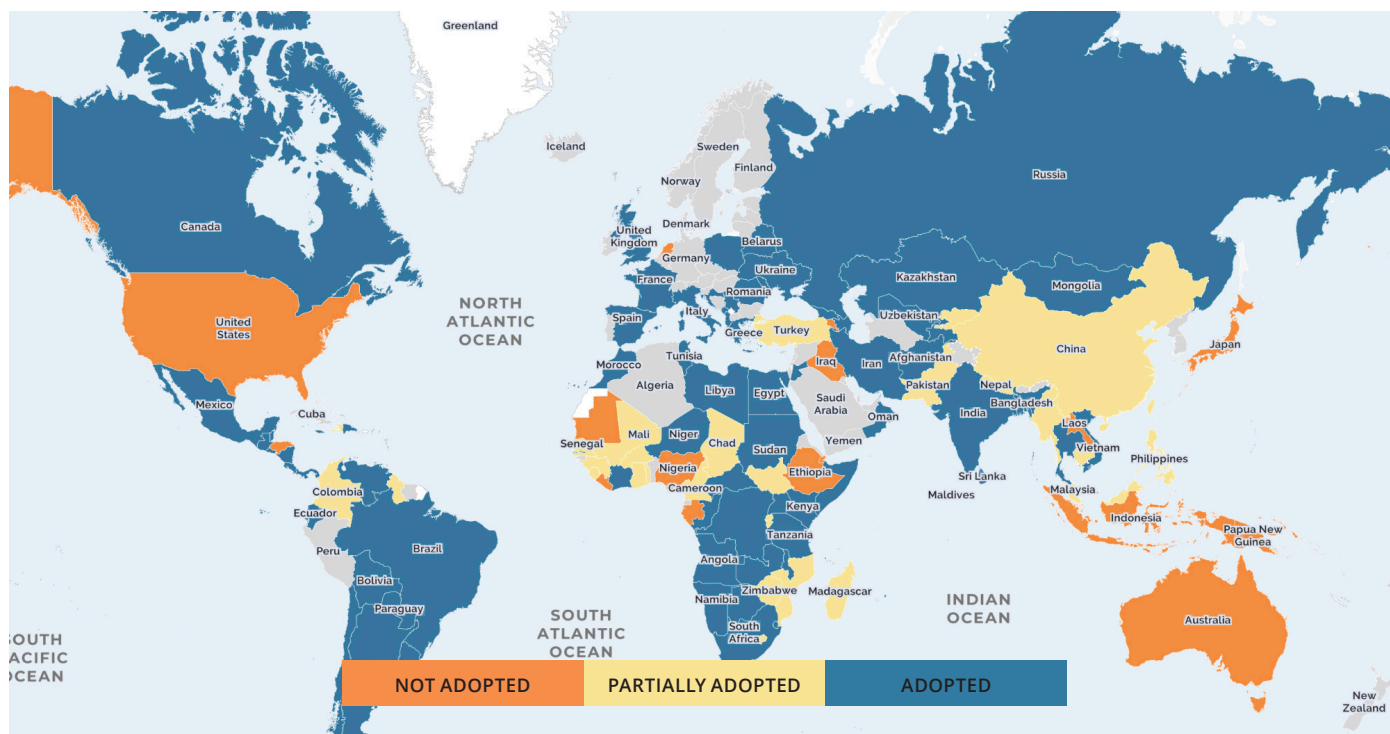 Greenland
Iceland
Sweden
Finland
Norway
Russia
Denmark
Canada
United
Kingdom
Belarus
Germany
Ukraine
France
Kazakhstan
Romania
Mongolia
NORTH
ATLANTIC
OCEAN
Italy
Uzbekistan
Spain
United
States
Greece
Turkey
Japan
China
Tunisia
Afghanistan
Morocco
Iraq
Iran
Algeria
Libya
Egypt
Pakistan
Nepal
Saudi
Arabia
Bangladesh
Mexico
India
Cuba
Oman
Laos
Mali
Niger
Yemen
Senegal
Chad
Sudan
Vietnam
Philippines
Nigeria
Ethiopia
Sri Lanka
Cameroon
Malaysia
Colombia
Maldives
Kenya
Ecuador
Indonesia
Papua New
Guinea
Tanzania
Peru
Brazil
Angola
Bolivia
Zimbabwe
Madagascar
Namibia
INDIAN
OCEAN
Paraguay
SOUTH
ATLANTIC
OCEAN
South
Africa
Australia
OUTH
ACIFIC
CEAN
NOT ADOPTED
PARTIALLY ADOPTED
ADOPTED
New
Zealand